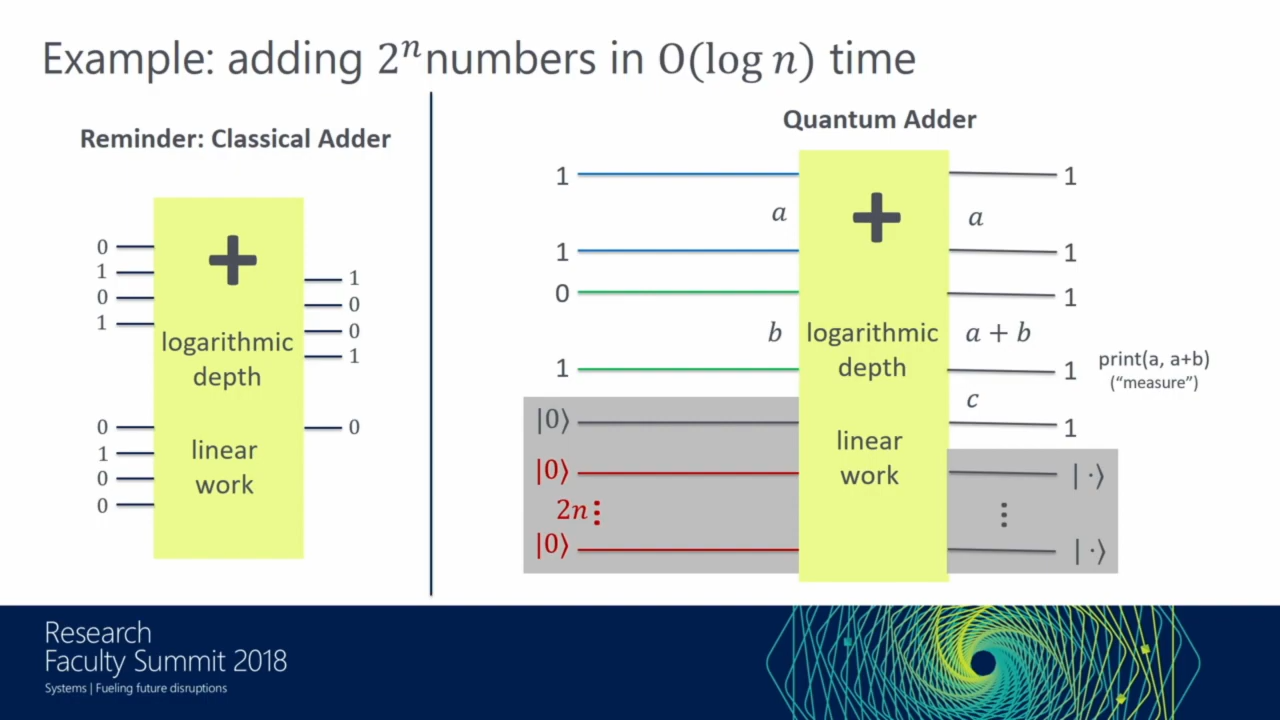 Example: adding 2ⁿ numbers in O(log n) time
Reminder: Classical Adder
0
1
0
1
0
1
0
0
+
logarithmic
depth
linear
work
1
0
0
1
0
Quantum Adder
1
a
1
0
b
1
|0⟩
|0⟩
2n ⋮
|0⟩
+
logarithmic
depth
linear
work
1
a
1
1
a + b
1
c
1
|·⟩
⋮
|·⟩
print(a, a+b)
("measure")
Research
Faculty Summit 2018
Systems | Fueling future disruptions